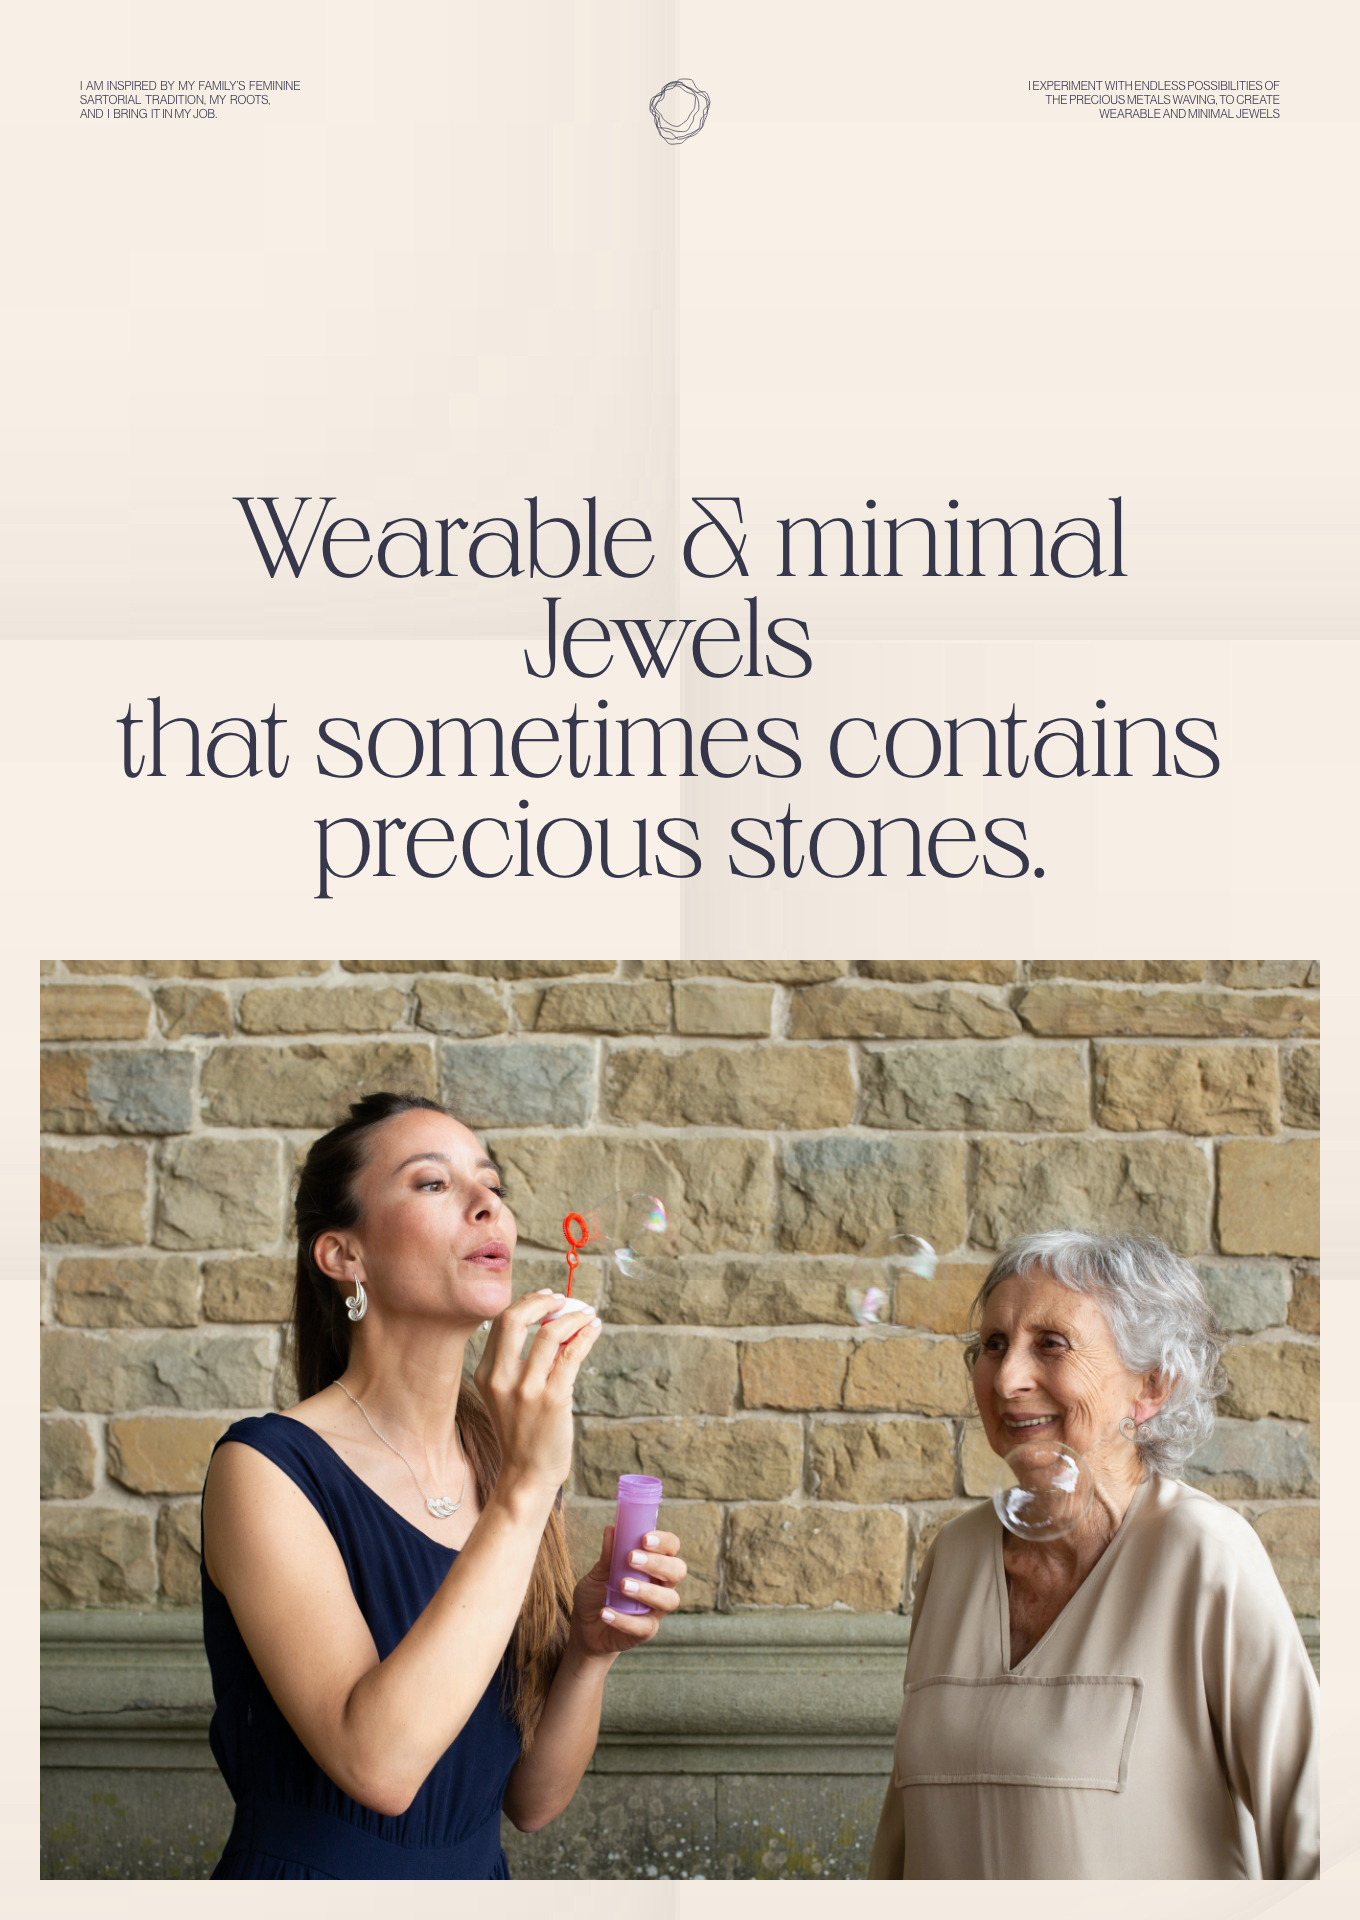 I AM INSPIRED BY MY FAMILY'S FEMININE
SARTORIAL TRADITION, MY ROOTS,
AND I BRING IT IN MY JOB.
I EXPERIMENT WITH ENDLESS POSSIBILITIES OF
THE PRECIOUS METALS WAVING, TO CREATE
WEARABLE AND MINIMAL JEWELS
Wearable & minimal
Jewels
that sometimes contains
precious stones.